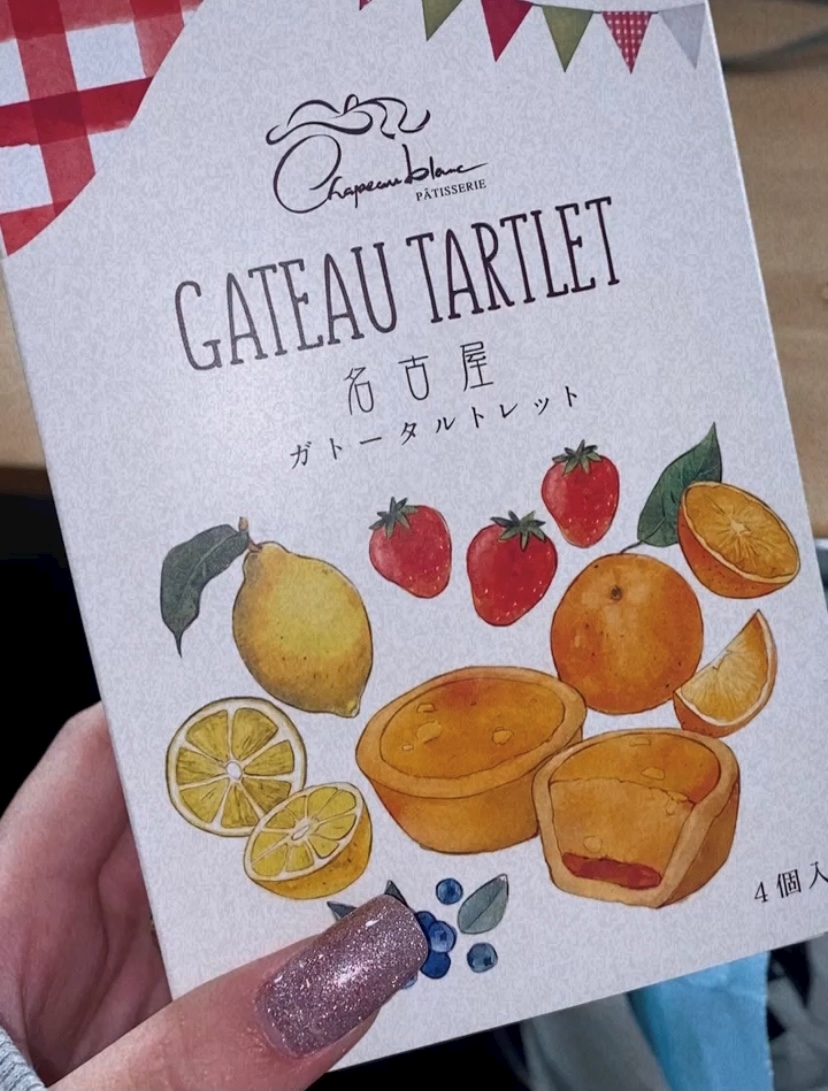 Chapeau blanc
PÂTISSERIE
GATEAU TARTLET
名古屋
ガトータルトレット
4個入